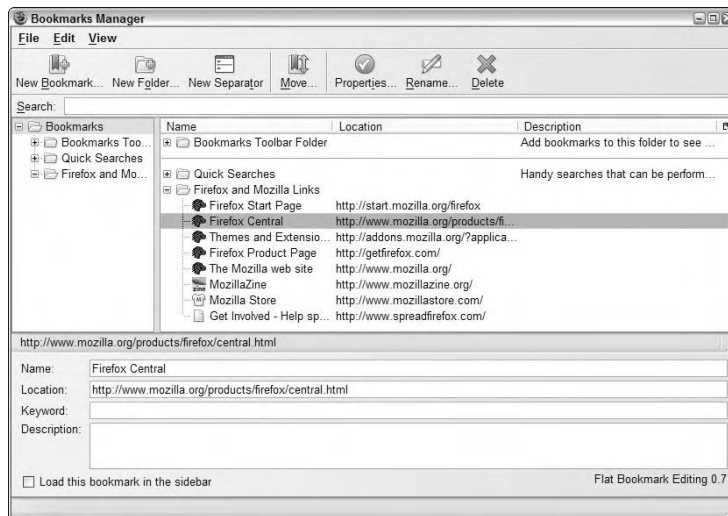 Bookmarks Manager
File Edit View
New Bookmark... New Folder... New Separator Move... Properties... Rename... Delete
Search:
Bookmarks
Bookmarks Too...
Quick Searches
Firefox and Mo...
Name Location Description
Bookmarks Toolbar Folder Add bookmarks to this folder to see ...
Quick Searches Handy searches that can be perform...
Firefox and Mozilla Links
Firefox Start Page http://start.mozilla.org/firefox
Firefox Central http://www.mozilla.org/products/fi...
Themes and Extensio... http://addons.mozilla.org/?applica...
Firefox Product Page http://getfirefox.com/
The Mozilla web site http://www.mozilla.org/
zine MozillaZine http://www.mozillazine.org/
M Mozilla Store http://www.mozillastore.com/
Get Involved - Help sp... http://www.spreadfirefox.com/
http://www.mozilla.org/products/firefox/central.html
Name: Firefox Central
Location: http://www.mozilla.org/products/firefox/central.html
Keyword:
Description:
Load this bookmark in the sidebar Flat Bookmark Editing 0.7